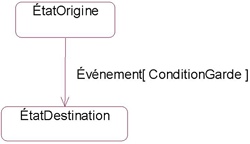 ÉtatOrigine
Événement[ ConditionGarde ]
ÉtatDestination